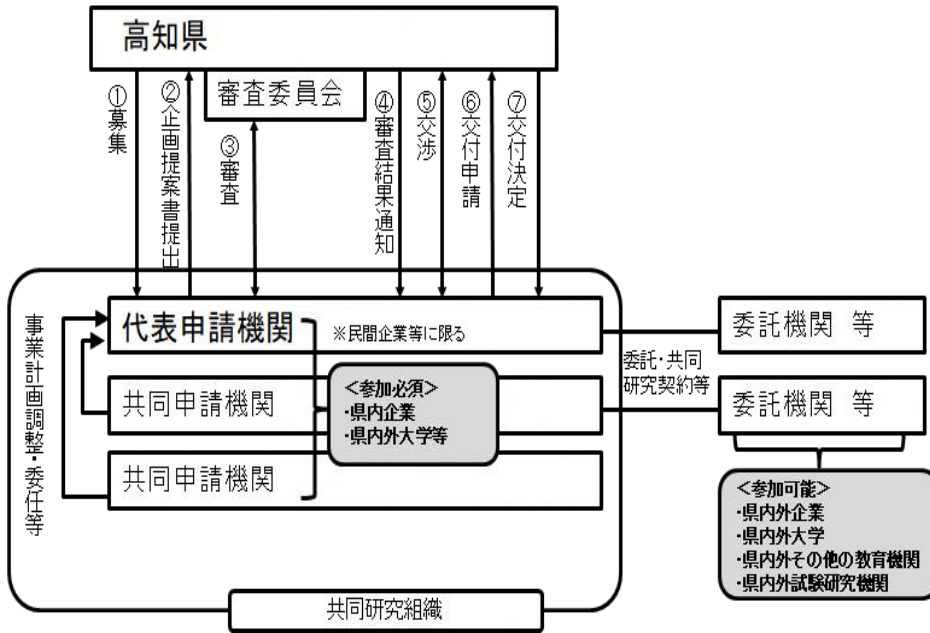 高知県
審査委員会
①募集
②企画提案書提出
③審査
④審査結果通知
⑤交渉
⑥交付申請
⑦交付決定
事業計画調整・委任等
代表申請機関
※民間企業等に限る
共同申請機関
共同申請機関
<参加必須>
・県内企業
・県内外大学等
委託・共同
研究契約等
委託機関 等
委託機関 等
<参加可能>
・県内外企業
・県内外大学
・県内外その他の教育機関
・県内外試験研究機関
共同研究組織